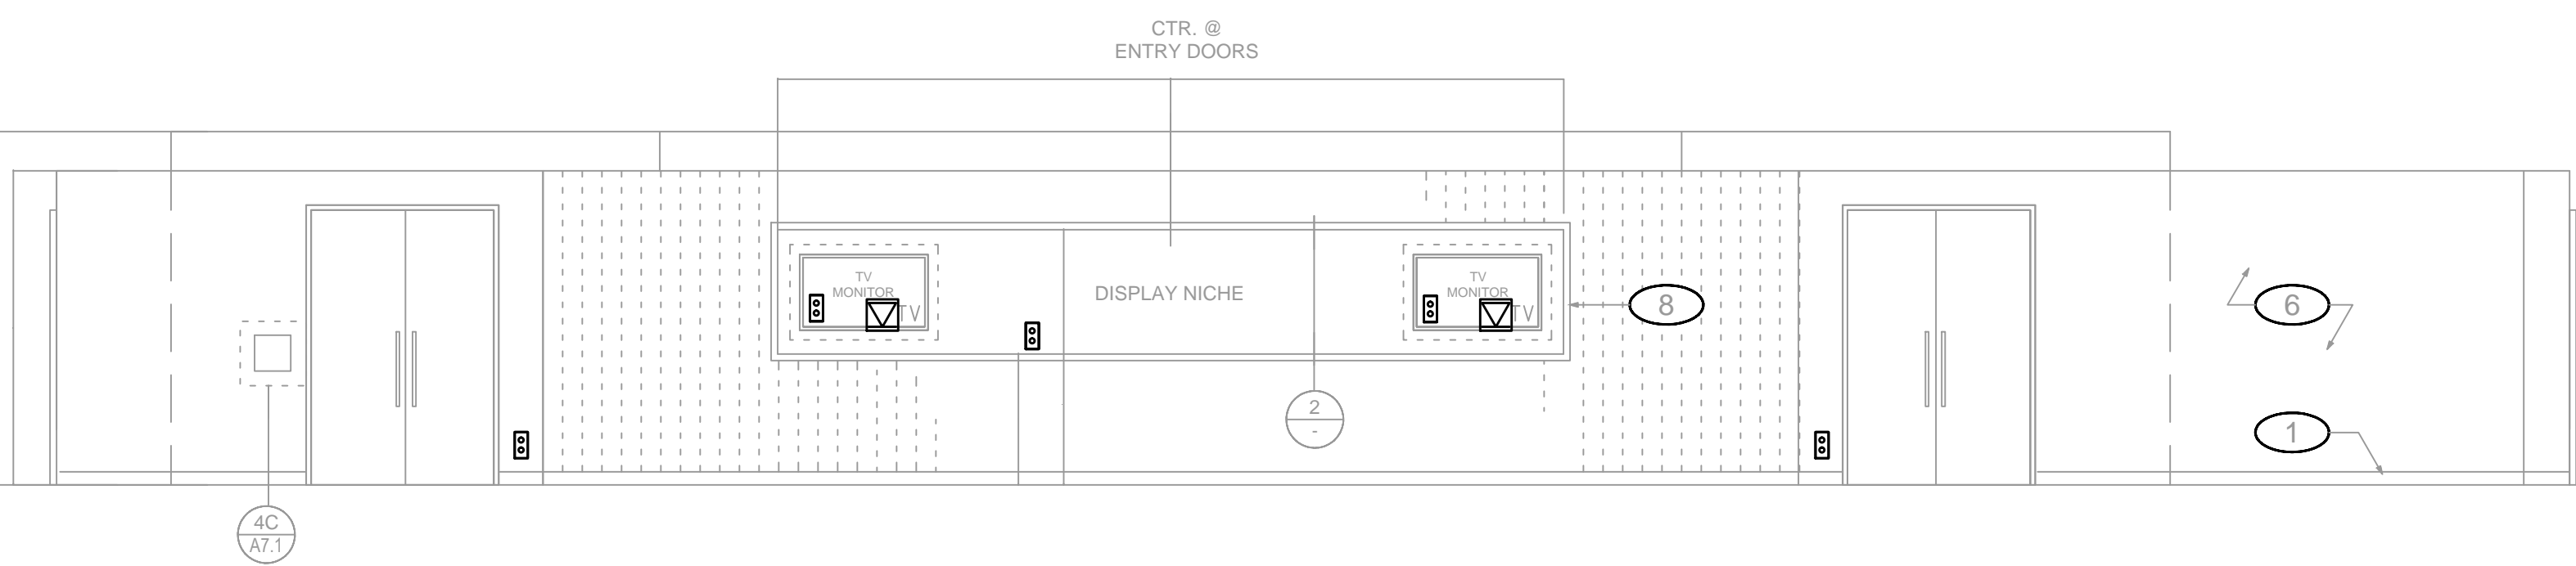 CTR. @
ENTRY DOORS
TV
MONITOR
TV
DISPLAY NICHE
TV
MONITOR
TV
8
6
1
2
-
4C
A7.1